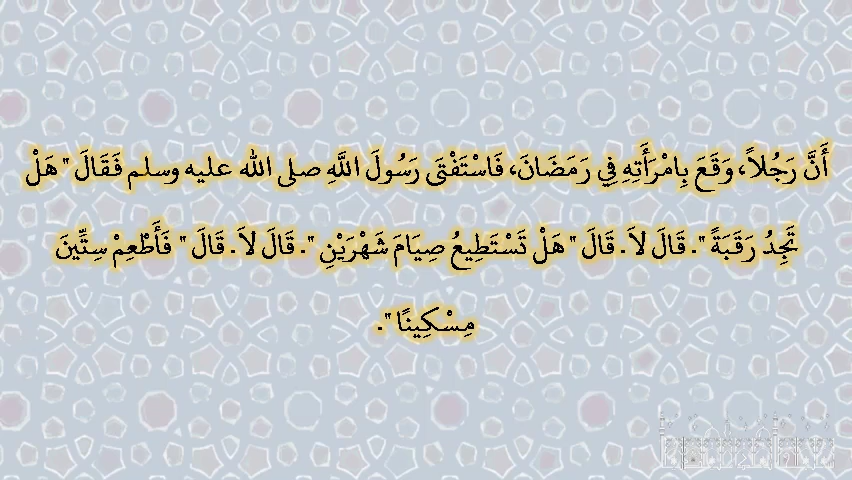 أَنَّ رَجُلاً، وَقَعَ بِامْرَأَتِهِ فِي رَمَضَانَ، فَاسْتَفْتَى رَسُولَ اللَّهِ صلى الله عليه وسلم فَقَالَ ‏"‏ هَلْ
تَجِدُ رَقَبَةً ‏"‏‏.‏ قَالَ لاَ‏.‏ قَالَ ‏"‏ هَلْ تَسْتَطِيعُ صِيَامَ شَهْرَيْنِ ‏"‏‏.‏ قَالَ لاَ‏.‏ قَالَ ‏"‏ فَأَطْعِمْ سِتِّينَ
مِسْكِينًا ‏"‏‏.‏